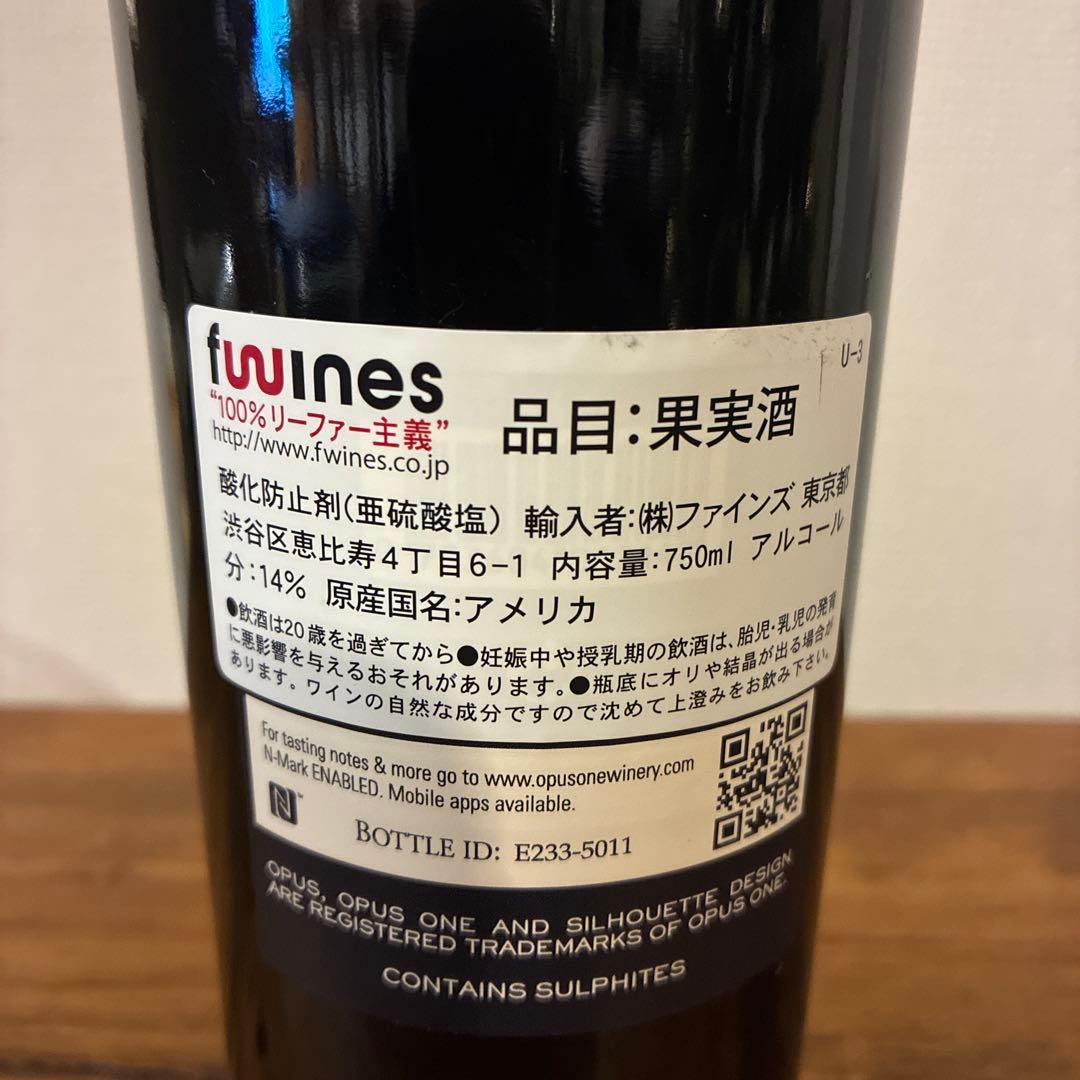 fwines
"100%リーファー主義"
http://www.fwines.co.jp
品目：果実酒
U-3
酸化防止剤（亜硫酸塩） 輸入者：㈱ファインズ 東京都
渋谷区恵比寿４丁目６−１ 内容量：750ml アルコール
分：14% 原産国名：アメリカ
●飲酒は20歳を過ぎてから●妊娠中や授乳期の飲酒は、胎児・乳児の発育
に悪影響を与えるおそれがあります。●瓶底にオリや結晶が出る場合が
あります。ワインの自然な成分ですので沈めて上澄みをお飲み下さい。
For tasting notes & more go to www.opusonewinery.com
N-Mark ENABLED. Mobile apps available.
N™
BOTTLE ID: E233-5011
OPUS, OPUS ONE AND SILHOUETTE DESIGN
ARE REGISTERED TRADEMARKS OF OPUS ONE.
CONTAINS SULPHITES